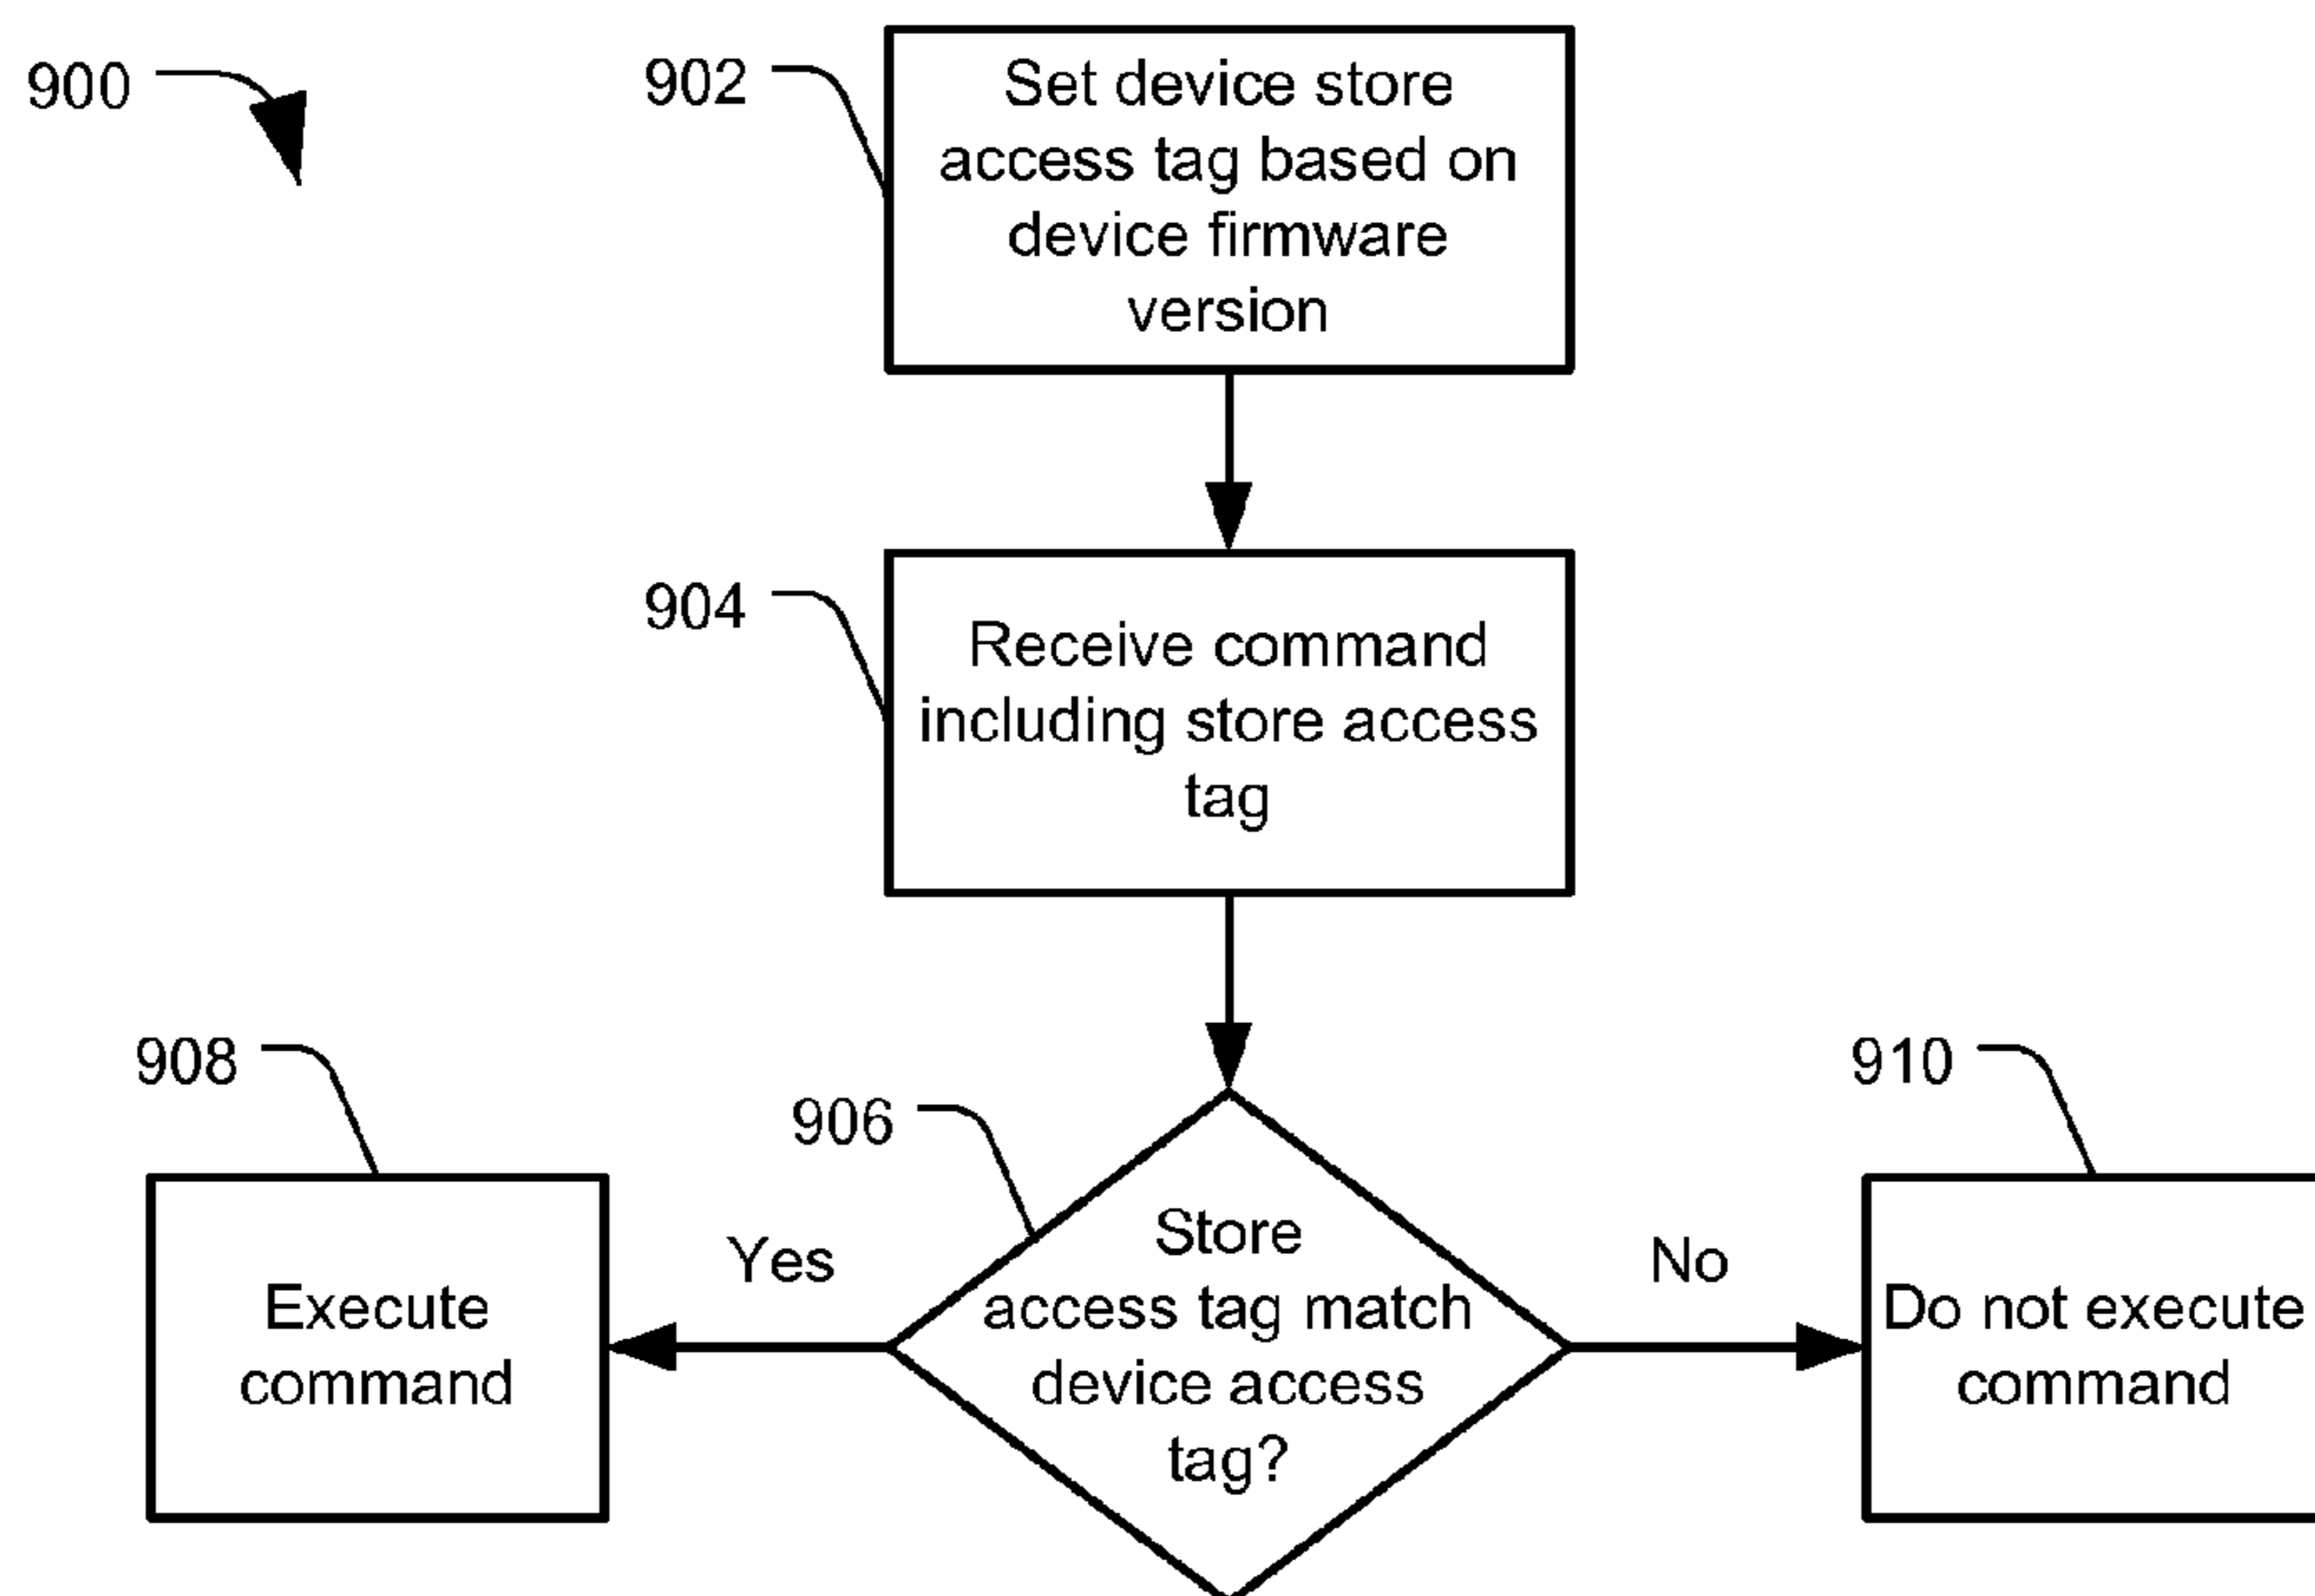 900
902
Set device store
access tag based on
device firmware
version
904
Receive command
including store access
tag
906
Store
access tag match
device access
tag?
Yes
908
Execute
command
No
910
Do not execute
command